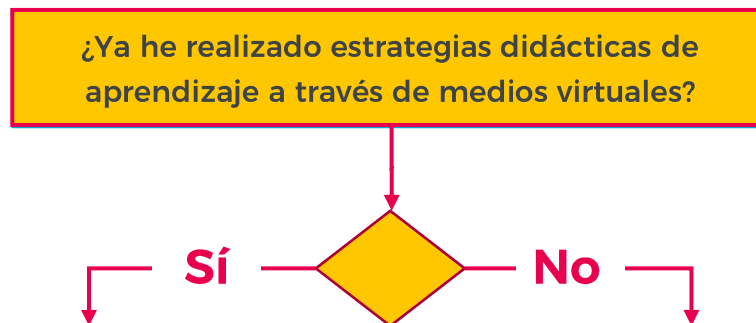 ¿Ya he realizado estrategias didácticas de
aprendizaje a través de medios virtuales?
Sí
No